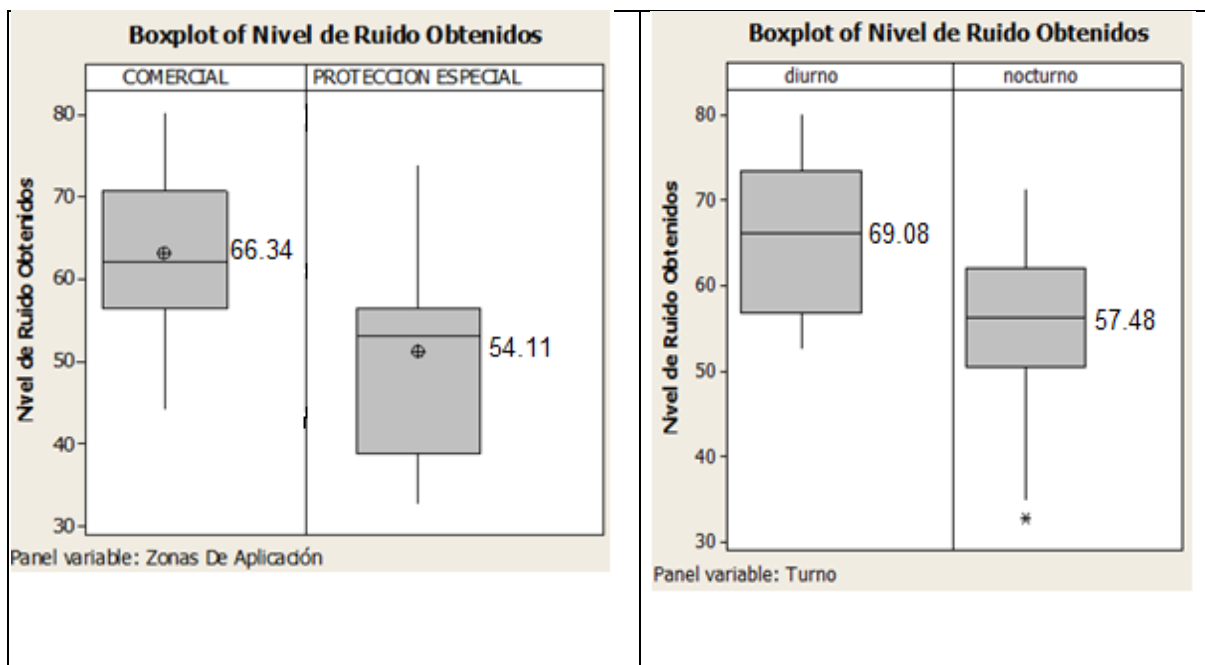 Boxplot of Nivel de Ruido Obtenidos
COMERCIAL PROTECCION ESPECIAL
Nivel de Ruido Obtenidos
80
70
60
50
40
30
66.34
54.11
Panel variable: Zonas De Aplicación
Boxplot of Nivel de Ruido Obtenidos
diurno nocturno
Nivel de Ruido Obtenidos
80
70
60
50
40
30
69.08
57.48
*
Panel variable: Turno